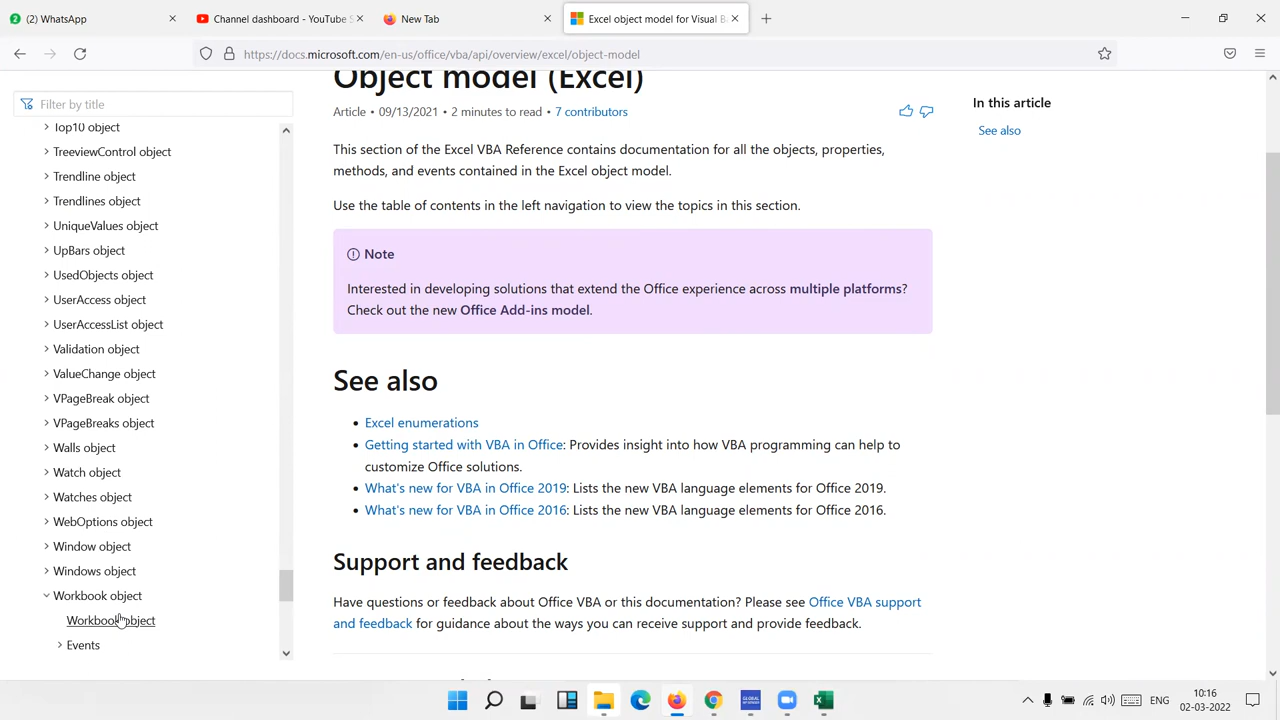 (2) WhatsApp
Channel dashboard - YouTube S
New Tab
Excel object model for Visual B
https://docs.microsoft.com/en-us/office/vba/api/overview/excel/object-model
Filter by title
Top10 object
TreeviewControl object
Trendline object
Trendlines object
UniqueValues object
UpBars object
UsedObjects object
UserAccess object
UserAccessList object
Validation object
ValueChange object
VPageBreak object
VPageBreaks object
Walls object
Watch object
Watches object
WebOptions object
Window object
Windows object
Workbook object
Workbook object
Events
Object model (Excel)
Article • 09/13/2021 • 2 minutes to read • 7 contributors
This section of the Excel VBA Reference contains documentation for all the objects, properties,
methods, and events contained in the Excel object model.
Use the table of contents in the left navigation to view the topics in this section.
Note
Interested in developing solutions that extend the Office experience across multiple platforms?
Check out the new Office Add-ins model.
See also
• Excel enumerations
• Getting started with VBA in Office: Provides insight into how VBA programming can help to
customize Office solutions.
• What's new for VBA in Office 2019: Lists the new VBA language elements for Office 2019.
• What's new for VBA in Office 2016: Lists the new VBA language elements for Office 2016.
Support and feedback
Have questions or feedback about Office VBA or this documentation? Please see Office VBA support
and feedback for guidance about the ways you can receive support and provide feedback.
In this article
See also
ENG
10:16
02-03-2022